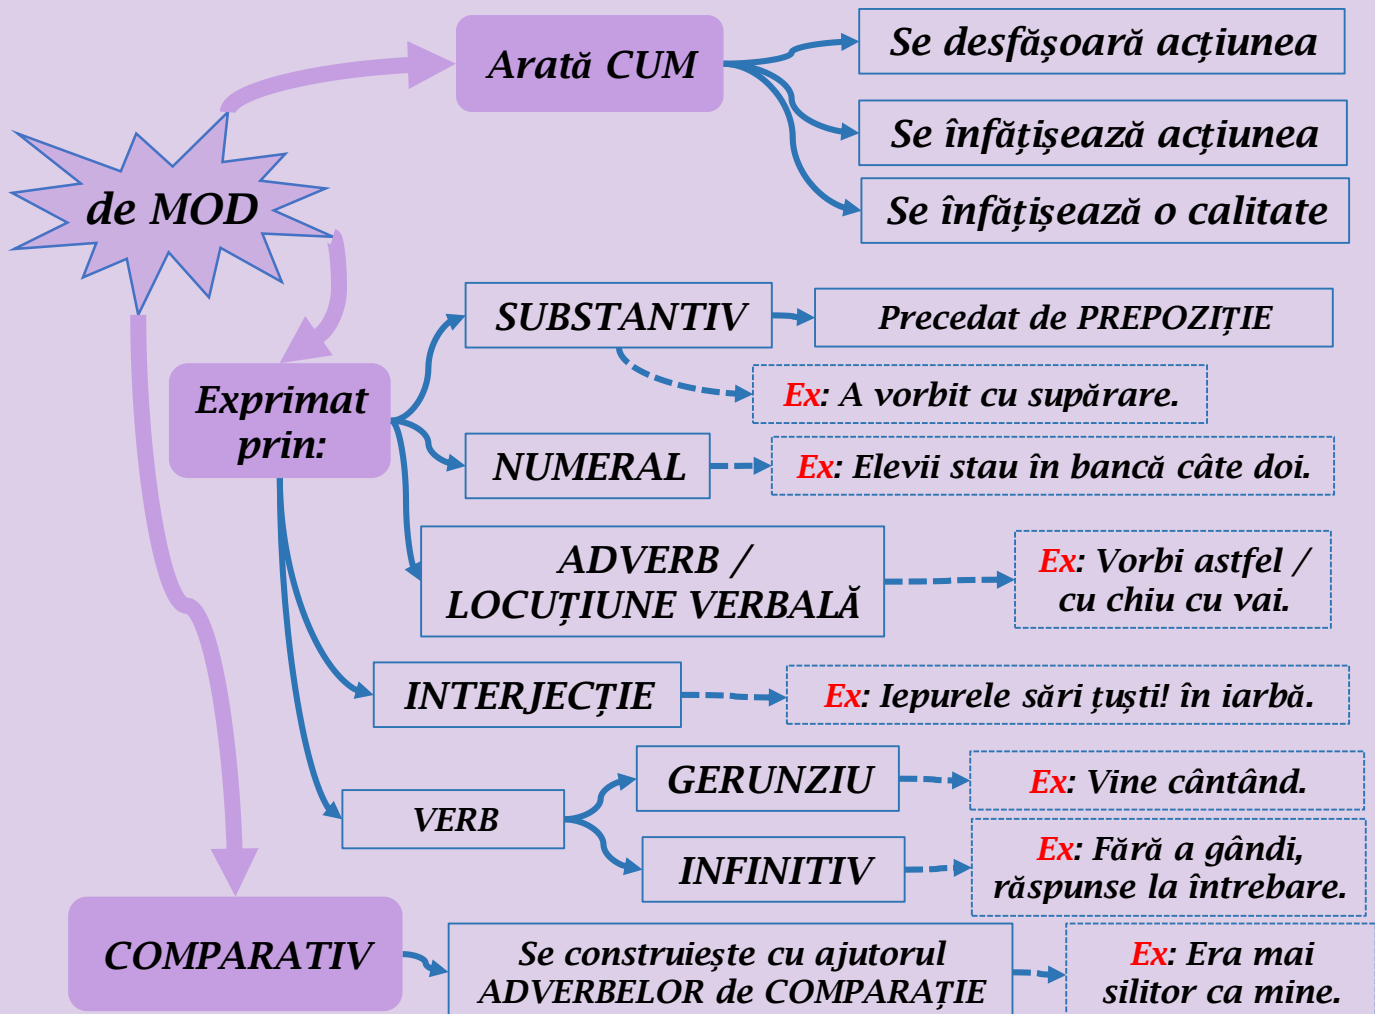 de MOD
Arată CUM
Se desfășoară acțiunea
Se înfățișează acțiunea
Se înfățișează o calitate
Exprimat
prin:
SUBSTANTIV
Precedat de PREPOZIȚIE
Ex: A vorbit cu supărare.
NUMERAL
Ex: Elevii stau în bancă câte doi.
ADVERB /
LOCUȚIUNE VERBALĂ
Ex: Vorbi astfel /
cu chiu cu vai.
INTERJECȚIE
Ex: Iepurele sări țuști! în iarbă.
VERB
GERUNZIU
Ex: Vine cântând.
INFINITIV
Ex: Fără a gândi,
răspunse la întrebare.
COMPARATIV
Se construiește cu ajutorul
ADVERBELOR de COMPARAȚIE
Ex: Era mai
silitor ca mine.